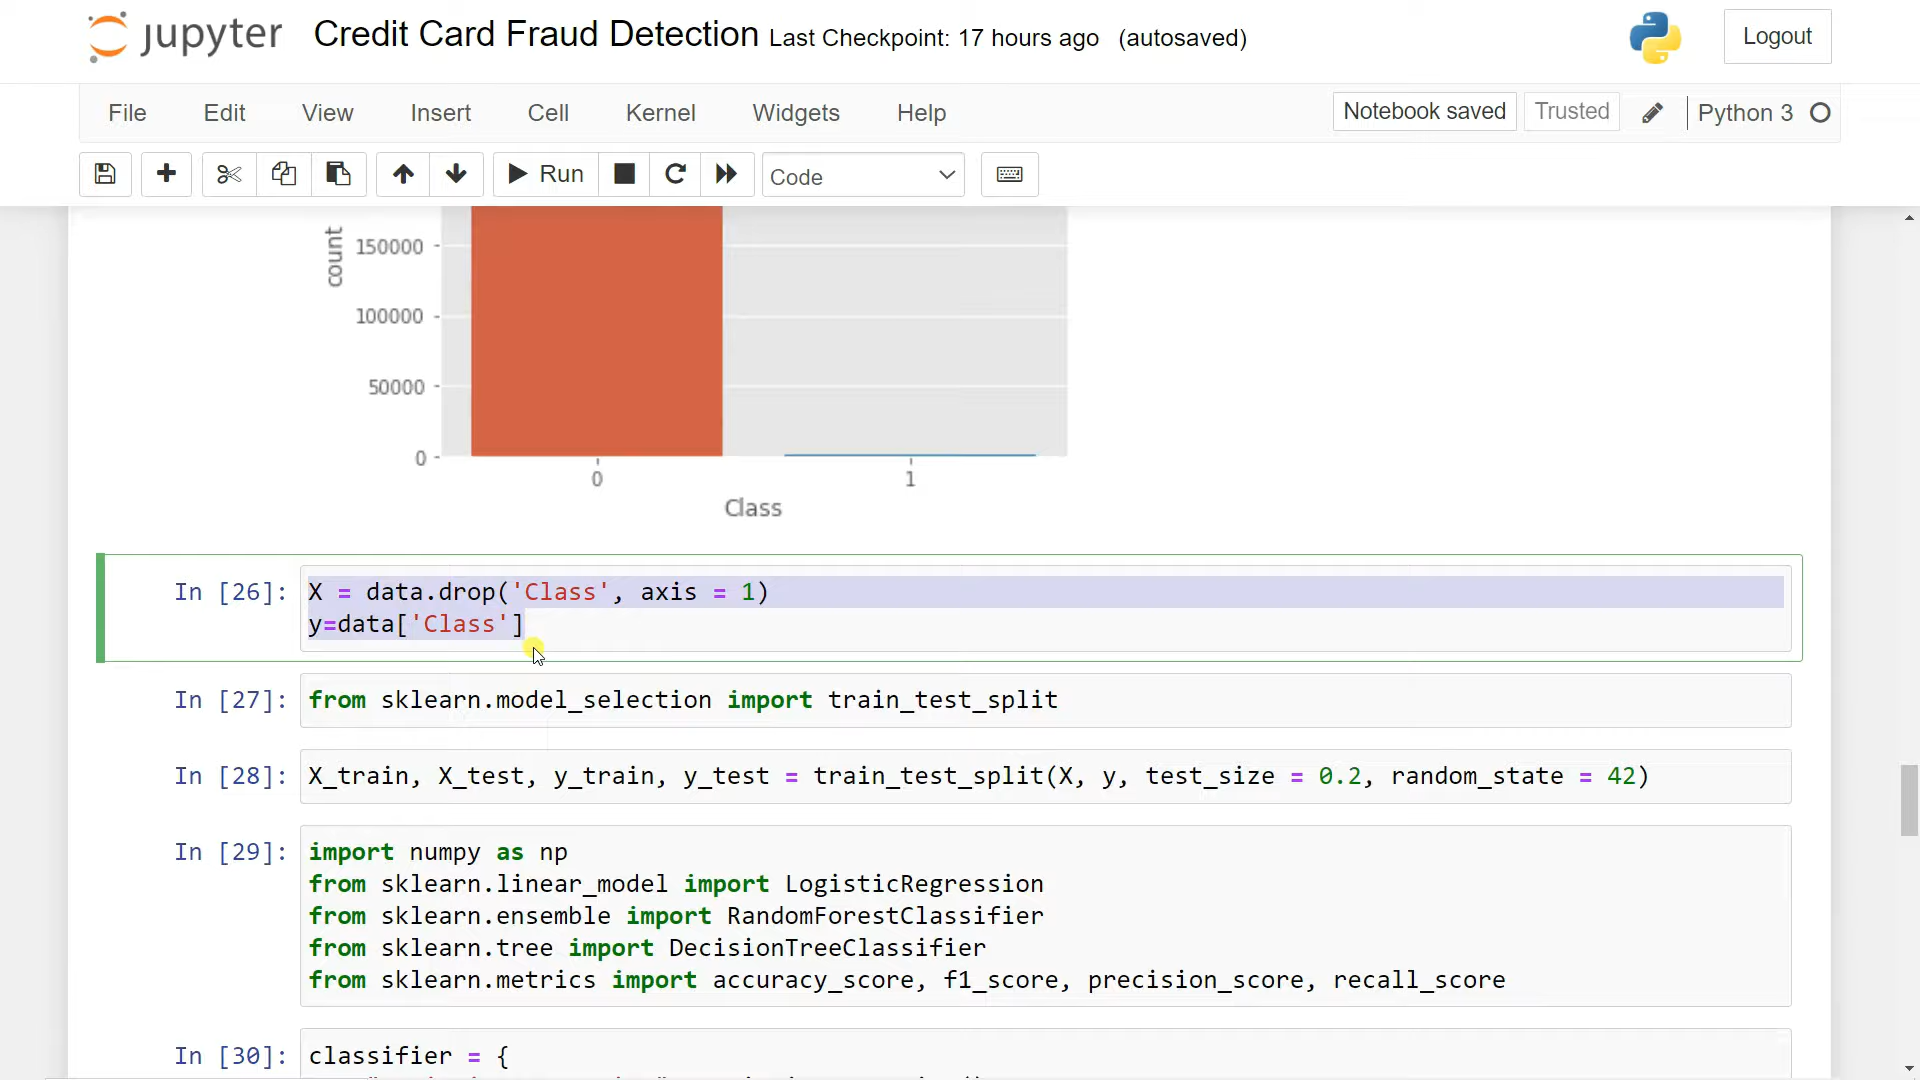 jupyter Credit Card Fraud Detection Last Checkpoint: 17 hours ago (autosaved) Logout
File Edit View Insert Cell Kernel Widgets Help Notebook saved Trusted Python 3
Run Code
count
150000
100000
50000
0
0 1
Class
In [26]: X = data.drop('Class', axis = 1)
y=data['Class']
In [27]: from sklearn.model_selection import train_test_split
In [28]: X_train, X_test, y_train, y_test = train_test_split(X, y, test_size = 0.2, random_state = 42)
In [29]: import numpy as np
from sklearn.linear_model import LogisticRegression
from sklearn.ensemble import RandomForestClassifier
from sklearn.tree import DecisionTreeClassifier
from sklearn.metrics import accuracy_score, f1_score, precision_score, recall_score
In [30]: classifier = {